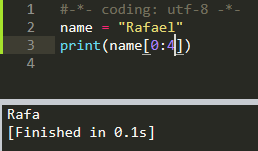 1 #-*- coding: utf-8 -*-
2 name = "Rafael"
3 print(name[0:4])
4
Rafa
[Finished in 0.1s]